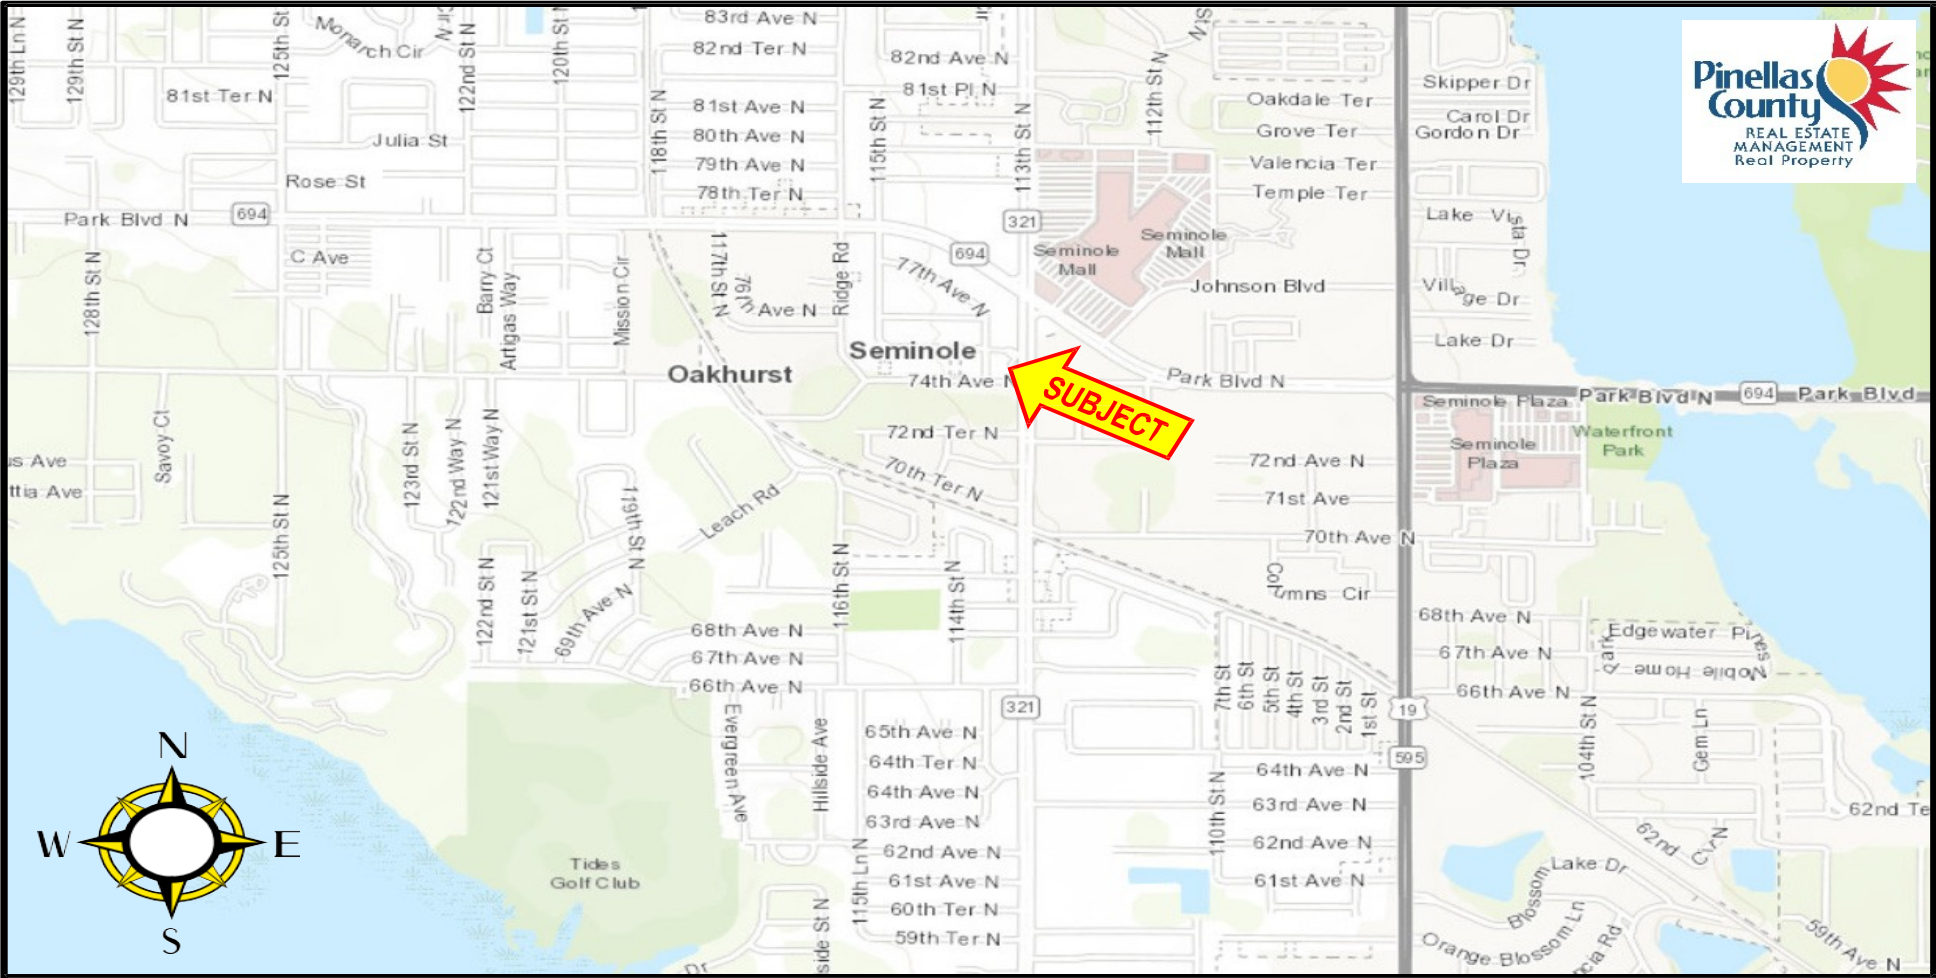 129th Ln N
129th St N
125th St
Monarch Cir
Cir N
122nd St N
120th St N
83rd Ave N
82nd Ter N
82nd Ave N
81st Pl N
81st Ter N
81st Ave N
80th Ave N
79th Ave N
78th Ter N
Julia St
Rose St
118th St N
115th St N
113th St N
112th St N
Oakdale Ter
Grove Ter
Valencia Ter
Temple Ter
Skipper Dr
Carol Dr
Gordon Dr
Pinellas
County
REAL ESTATE
MANAGEMENT
Real Property
Park Blvd N
694
321
694
Lake Vista Dr
C Ave
128th St N
Barry Ct
Artigas Way
Mission Cir
117th St N
76th Ave N
Ridge Rd
77th Ave N
Seminole
Mall
Seminole
Mall
Johnson Blvd
Village Dr
Lake Dr
Seminole
Oakhurst
74th Ave N
SUBJECT
Park Blvd N
Park Blvd N
694
Park Blvd
Seminole Plaza
Seminole
Plaza
Waterfront
Park
Savoy Ct
us Ave
ttia Ave
123rd St N
122nd Way N
121st Way N
119th St N
Leach Rd
72nd Ter N
70th Ter N
72nd Ave N
71st Ave
70th Ave N
125th St N
122nd St N
121st St N
69th Ave N
116th St N
114th St N
68th Ave N
67th Ave N
66th Ave N
Columns Cir
68th Ave N
67th Ave N
66th Ave N
Edgewater Pines
Mobile Home
Park
7th St
6th St
5th St
4th St
3rd St
2nd St
1st St
321
19
595
104th St N
Gem Ln
Evergreen Ave
Hillside Ave
65th Ave N
64th Ter N
64th Ave N
63rd Ave N
62nd Ave N
61st Ave N
60th Ter N
59th Ter N
115th Ln N
110th St N
64th Ave N
63rd Ave N
62nd Ave N
61st Ave N
62nd Te
62nd Cir N
Blossom Lake Dr
Orange Blossom Ln
ncia Rd
59th Ave N
Tides
Golf Club
side St N
Dr
N
W
E
S